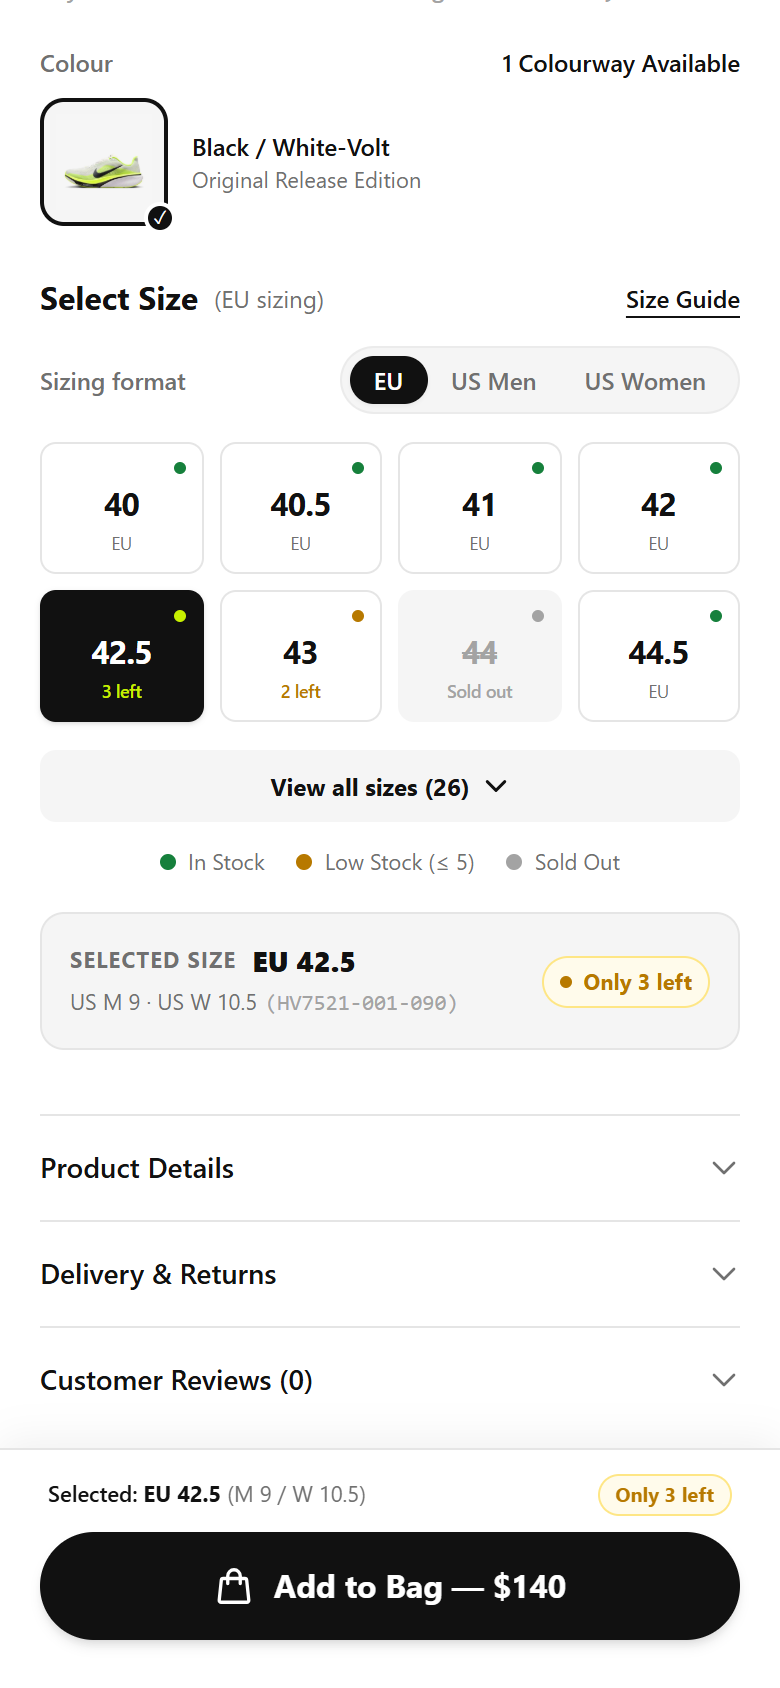 Colour
1 Colourway Available
Black / White-Volt
Original Release Edition
Select Size (EU sizing)
Size Guide
Sizing format
EU
US Men
US Women
40
EU
40.5
EU
41
EU
42
EU
42.5
3 left
43
2 left
44
Sold out
44.5
EU
View all sizes (26)
In Stock
Low Stock (≤ 5)
Sold Out
SELECTED SIZE EU 42.5
US M 9 · US W 10.5 (HV7521-001-090)
Only 3 left
Product Details
Delivery & Returns
Customer Reviews (0)
Selected: EU 42.5 (M 9 / W 10.5)
Only 3 left
Add to Bag — $140